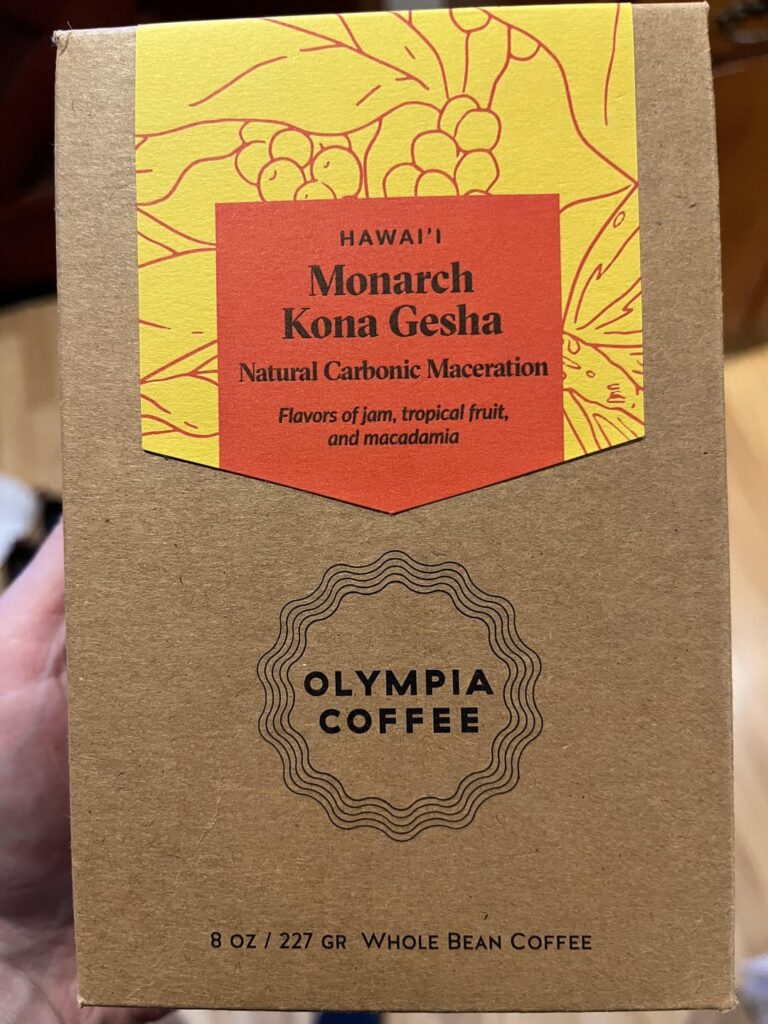 HAWAI'I
Monarch
Kona Gesha
Natural Carbonic Maceration
Flavors of jam, tropical fruit,
and macadamia
OLYMPIA
COFFEE
8 OZ / 227 GR WHOLE BEAN COFFEE